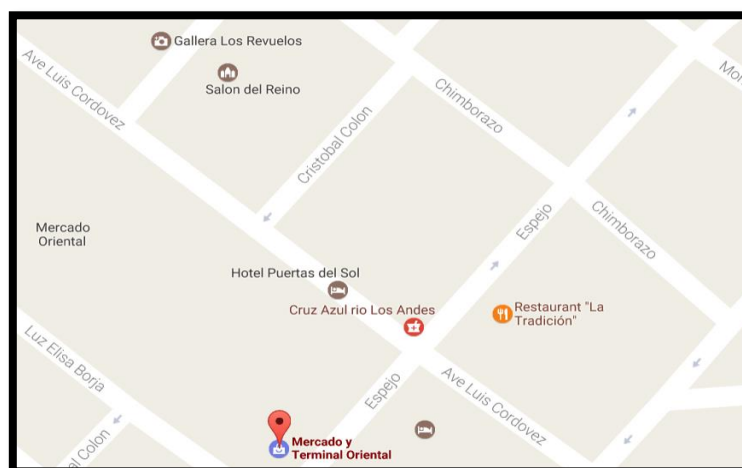 Gallera Los Revuelos
Salon del Reino
Ave Luis Cordovez
Chimborazo
Cristobal Colon
Chimborazo
Espejo
Mercado
Oriental
Hotel Puertas del Sol
Cruz Azul rio Los Andes
Restaurant "La
Tradición"
Luz Elisa Borja
Espejo
Ave Luis Cordovez
Mercado y
Terminal Oriental
al Colon